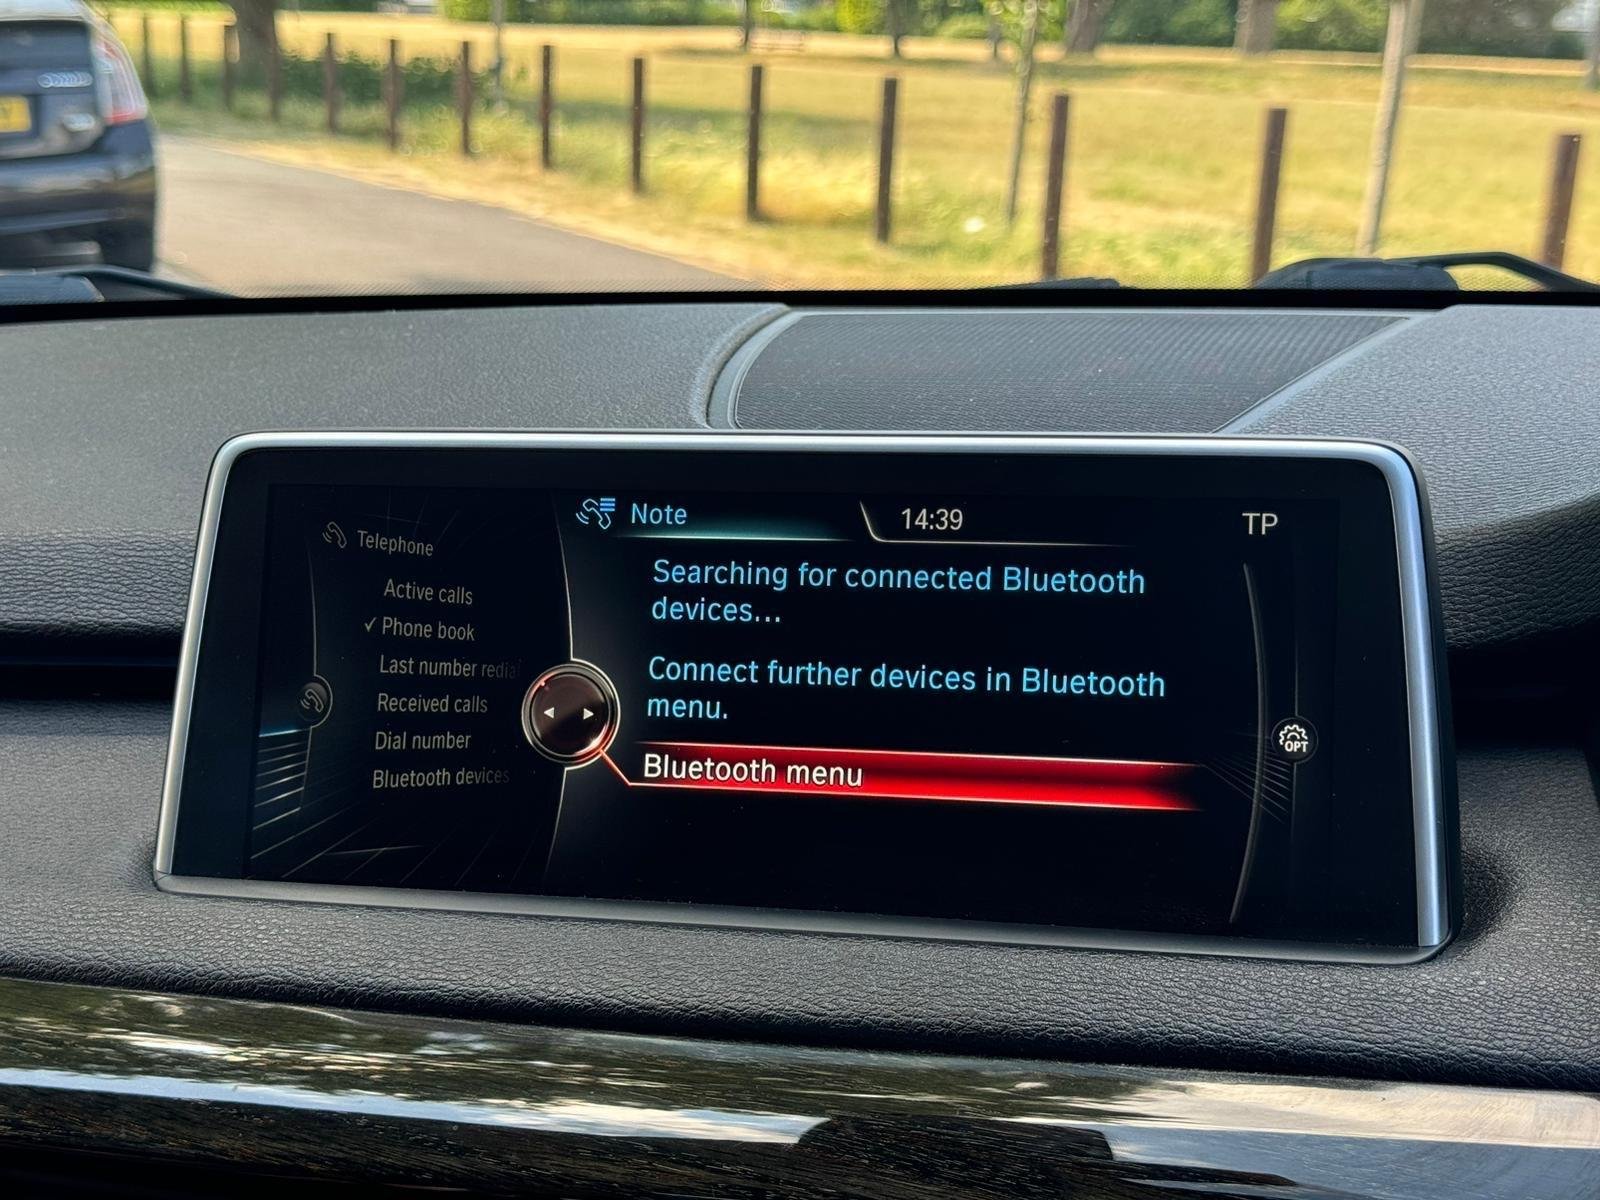 Telephone
Active calls
✓ Phone book
Last number redial
Received calls
Dial number
Bluetooth devices
Note
14:39
TP
Searching for connected Bluetooth
devices...
Connect further devices in Bluetooth
menu.
Bluetooth menu
OPT